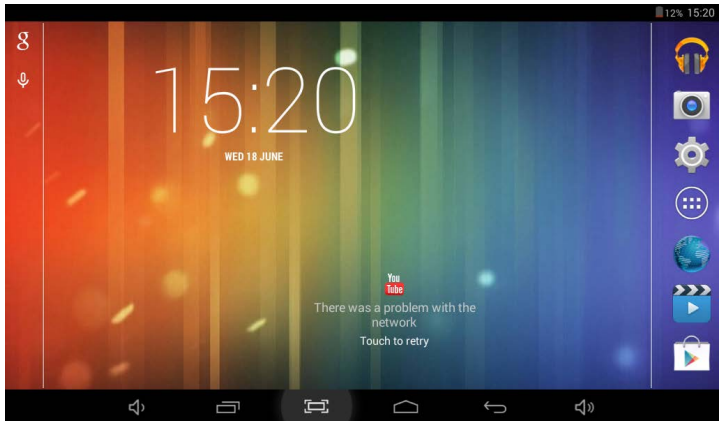 12% 15:20
g
15:20
WED 18 JUNE
You
Tube
There was a problem with the
network
Touch to retry